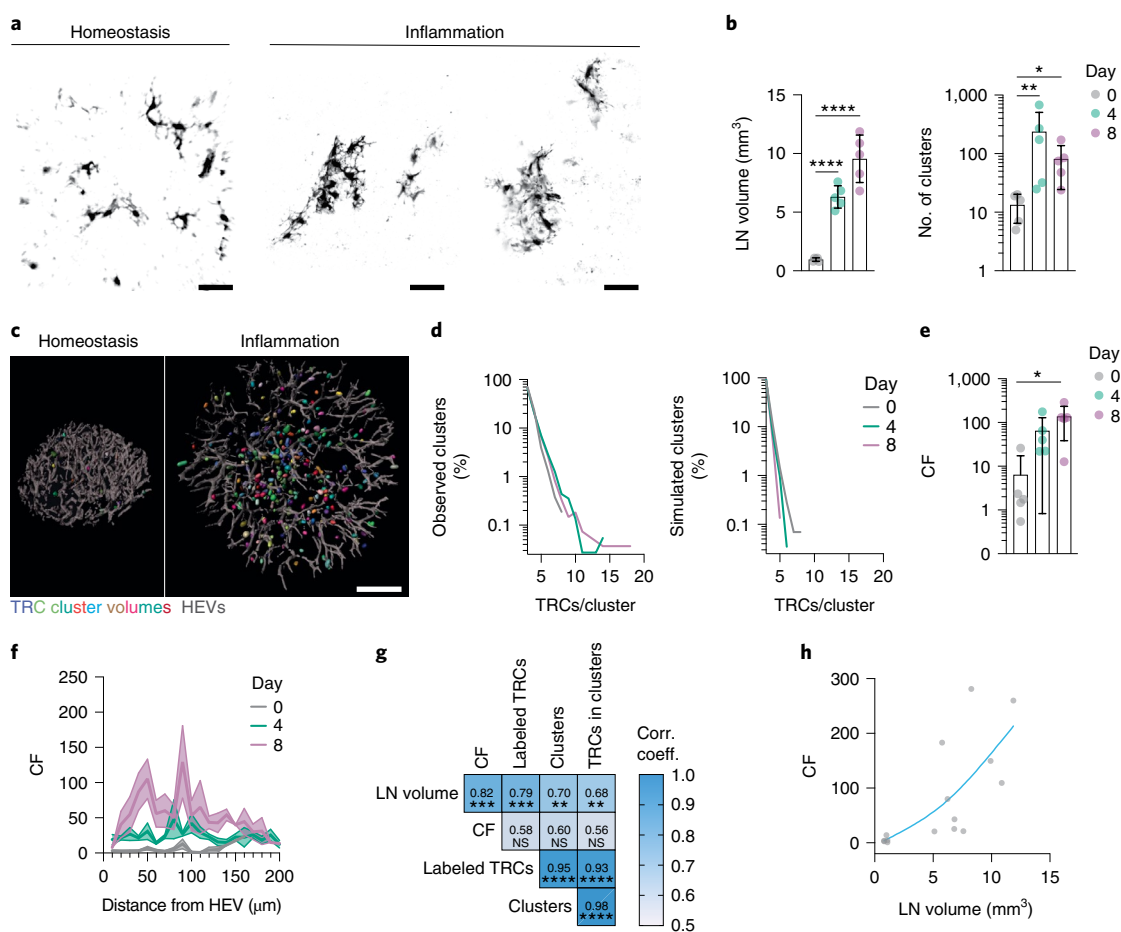 a
Homeostasis
Inflammation
b
LN volume (mm³)
15
10
5
0
****
****
No. of clusters
1,000
100
10
1
*
**
Day
0
4
8
c
Homeostasis
Inflammation
TRC cluster volumes HEVs
d
Observed clusters
(%)
100
10
1
0.1
5
10
15
20
TRCs/cluster
Simulated clusters
(%)
100
10
1
0.1
5
10
15
20
TRCs/cluster
Day
0
4
8
e
CF
1,000
100
10
1
0
*
Day
0
4
8
f
CF
250
200
150
100
50
0
0
50
100
150
200
Distance from HEV (μm)
Day
0
4
8
g
CF
Labeled TRCs
Clusters
TRCs in clusters
LN volume
0.82
***
0.79
***
0.70
**
0.68
**
CF
0.58
NS
0.60
NS
0.56
NS
Labeled TRCs
0.95
****
0.93
****
Clusters
0.98
****
Corr.
coeff.
1.0
0.9
0.8
0.7
0.6
0.5
h
CF
300
200
100
0
0
5
10
15
LN volume (mm³)